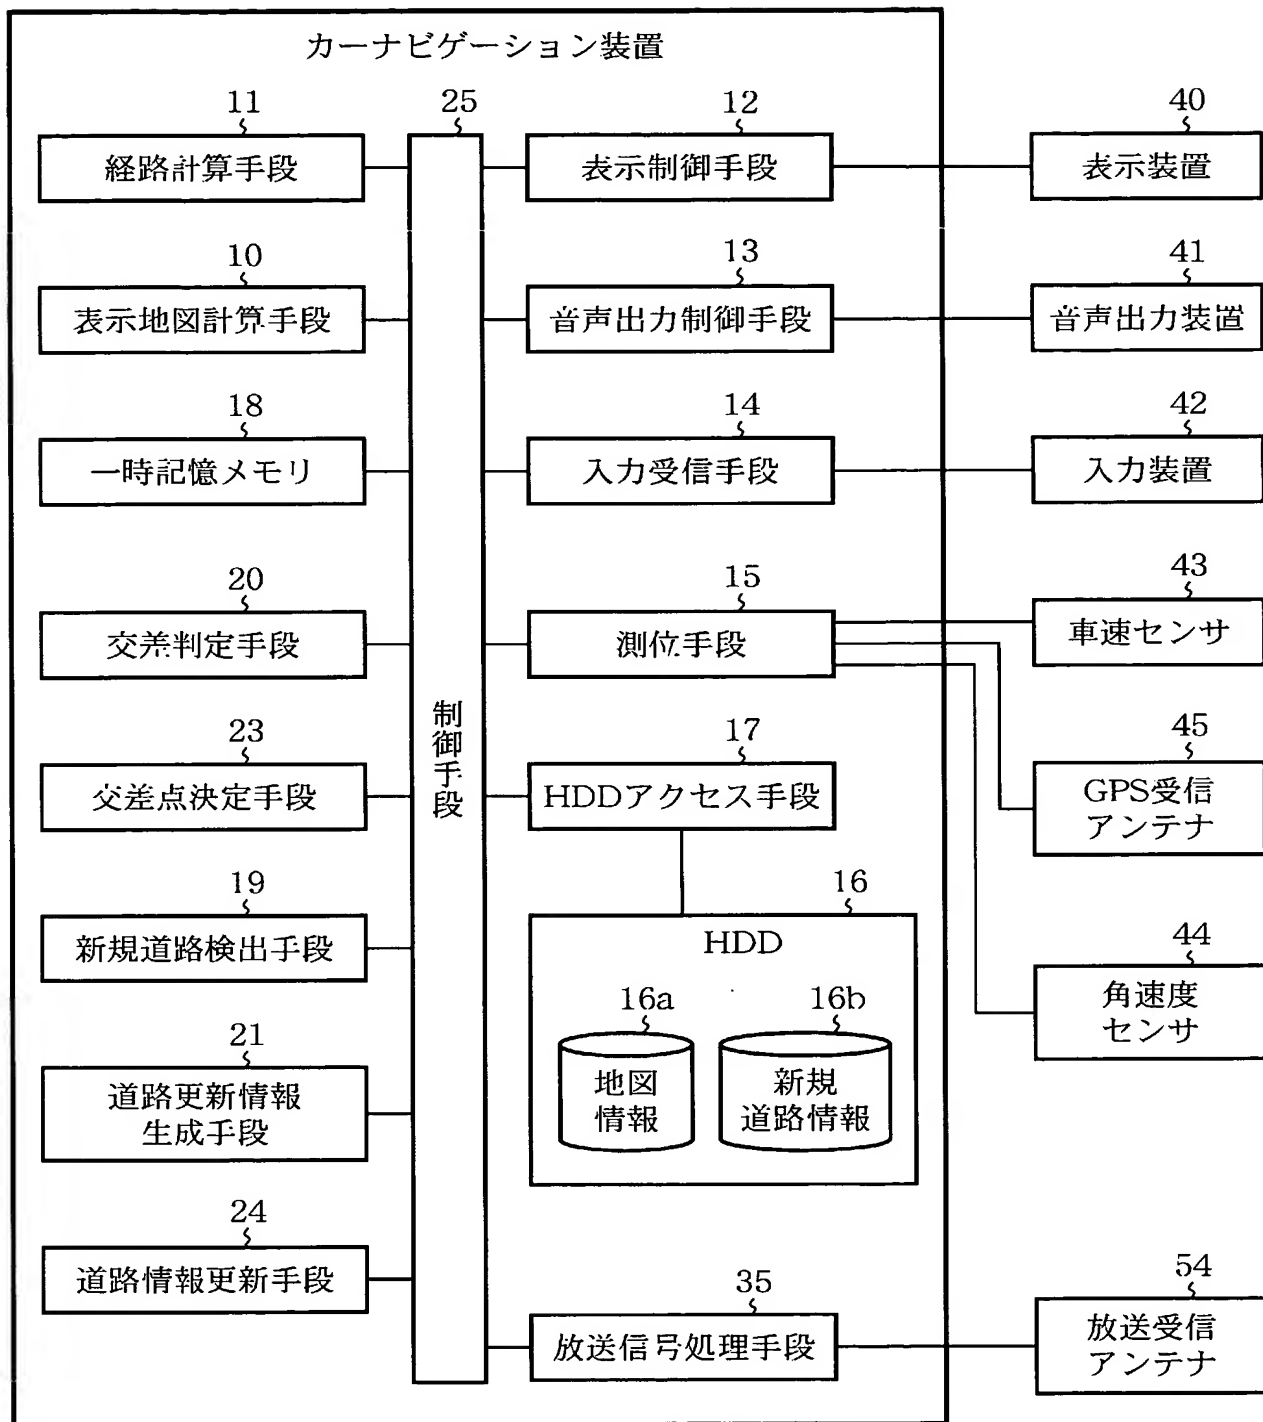 カーナビゲーション装置
11
25
12
40
経路計算手段
表示制御手段
表示装置
10
13
41
表示地図計算手段
音声出力制御手段
音声出力装置
18
14
42
一時記憶メモリ
入力受信手段
入力装置
20
15
43
交差判定手段
測位手段
車速センサ
制御手段
23
17
45
交差点決定手段
HDDアクセス手段
GPS受信
アンテナ
19
16
新規道路検出手段
HDD
44
角速度
センサ
16a
16b
21
地図
情報
新規
道路情報
道路更新情報
生成手段
24
道路情報更新手段
35
54
放送信号処理手段
放送受信
アンテナ